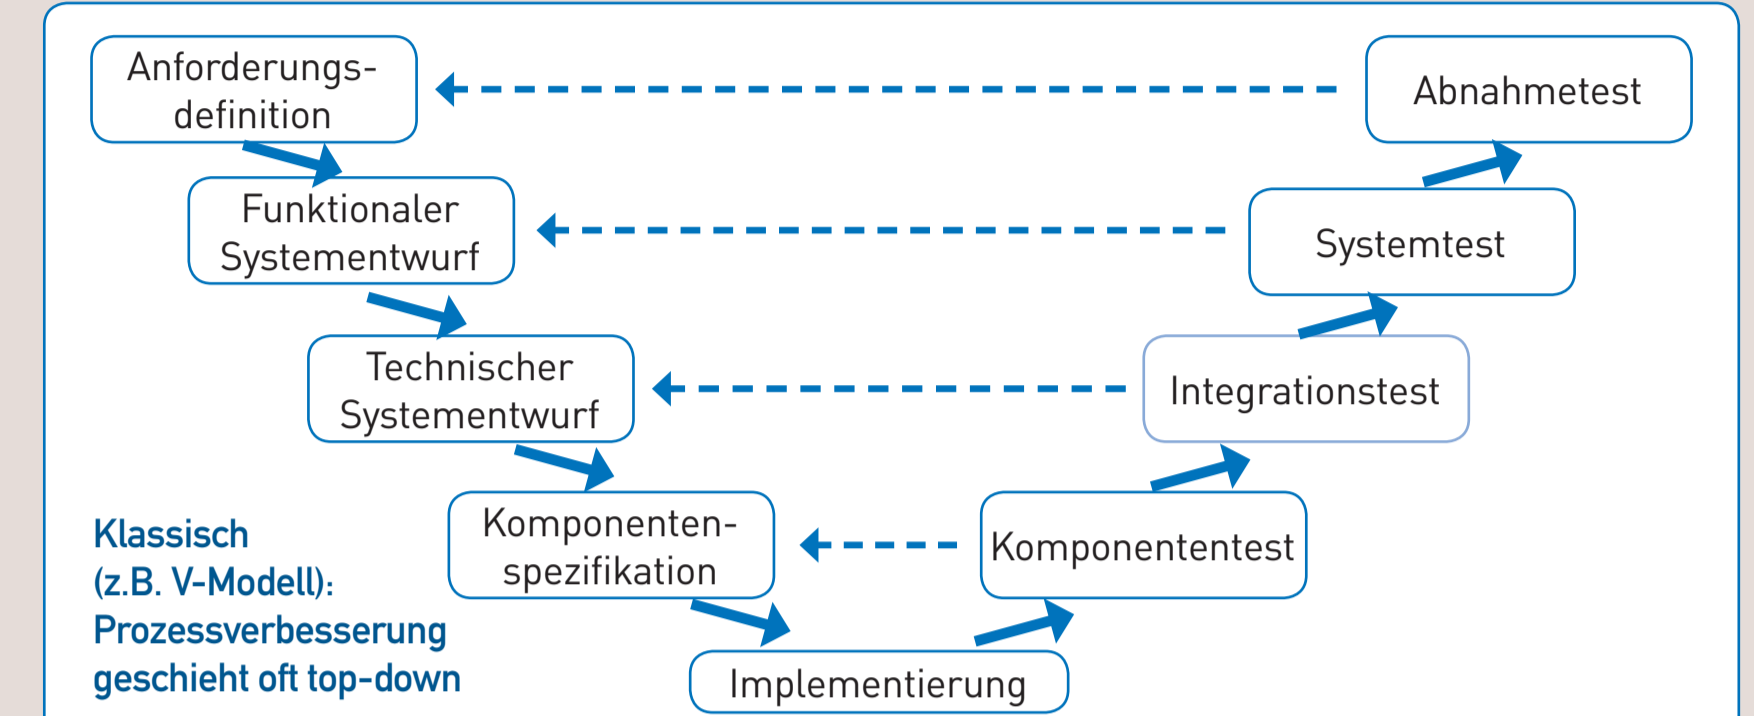 Anforderungs-
definition
Abnahmetest
Funktionaler
Systementwurf
Systemtest
Technischer
Systementwurf
Integrationstest
Komponenten-
spezifikation
Komponententest
Implementierung
Klassisch
(z.B. V-Modell):
Prozessverbesserung
geschieht oft top-down